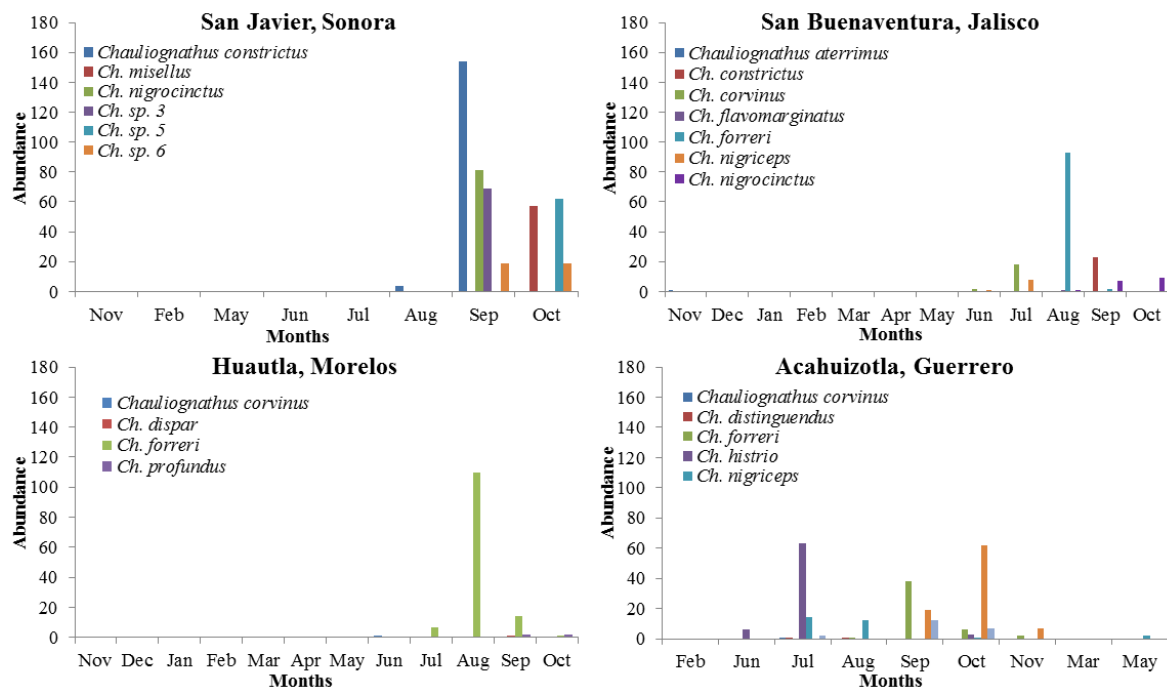 San Javier, Sonora
180
160
140
120
100
80
60
40
20
0
Abundance
Chauliognathus constrictus
Ch. misellus
Ch. nigrocinctus
Ch. sp. 3
Ch. sp. 5
Ch. sp. 6
Nov Feb May Jun Jul Aug Sep Oct
Months
San Buenaventura, Jalisco
180
160
140
120
100
80
60
40
20
0
Abundance
Chauliognathus aterrimus
Ch. constrictus
Ch. corvinus
Ch. flavomarginatus
Ch. forreri
Ch. nigriceps
Ch. nigrocinctus
Nov Dec Jan Feb Mar Apr May Jun Jul Aug Sep Oct
Months
Huautla, Morelos
180
160
140
120
100
80
60
40
20
0
Abundance
Chauliognathus corvinus
Ch. dispar
Ch. forreri
Ch. profundus
Nov Dec Jan Feb Mar Apr May Jun Jul Aug Sep Oct
Months
Acahuizotla, Guerrero
180
160
140
120
100
80
60
40
20
0
Abundance
Chauliognathus corvinus
Ch. distinguendus
Ch. forreri
Ch. histrio
Ch. nigriceps
Feb Jun Jul Aug Sep Oct Nov Mar May
Months